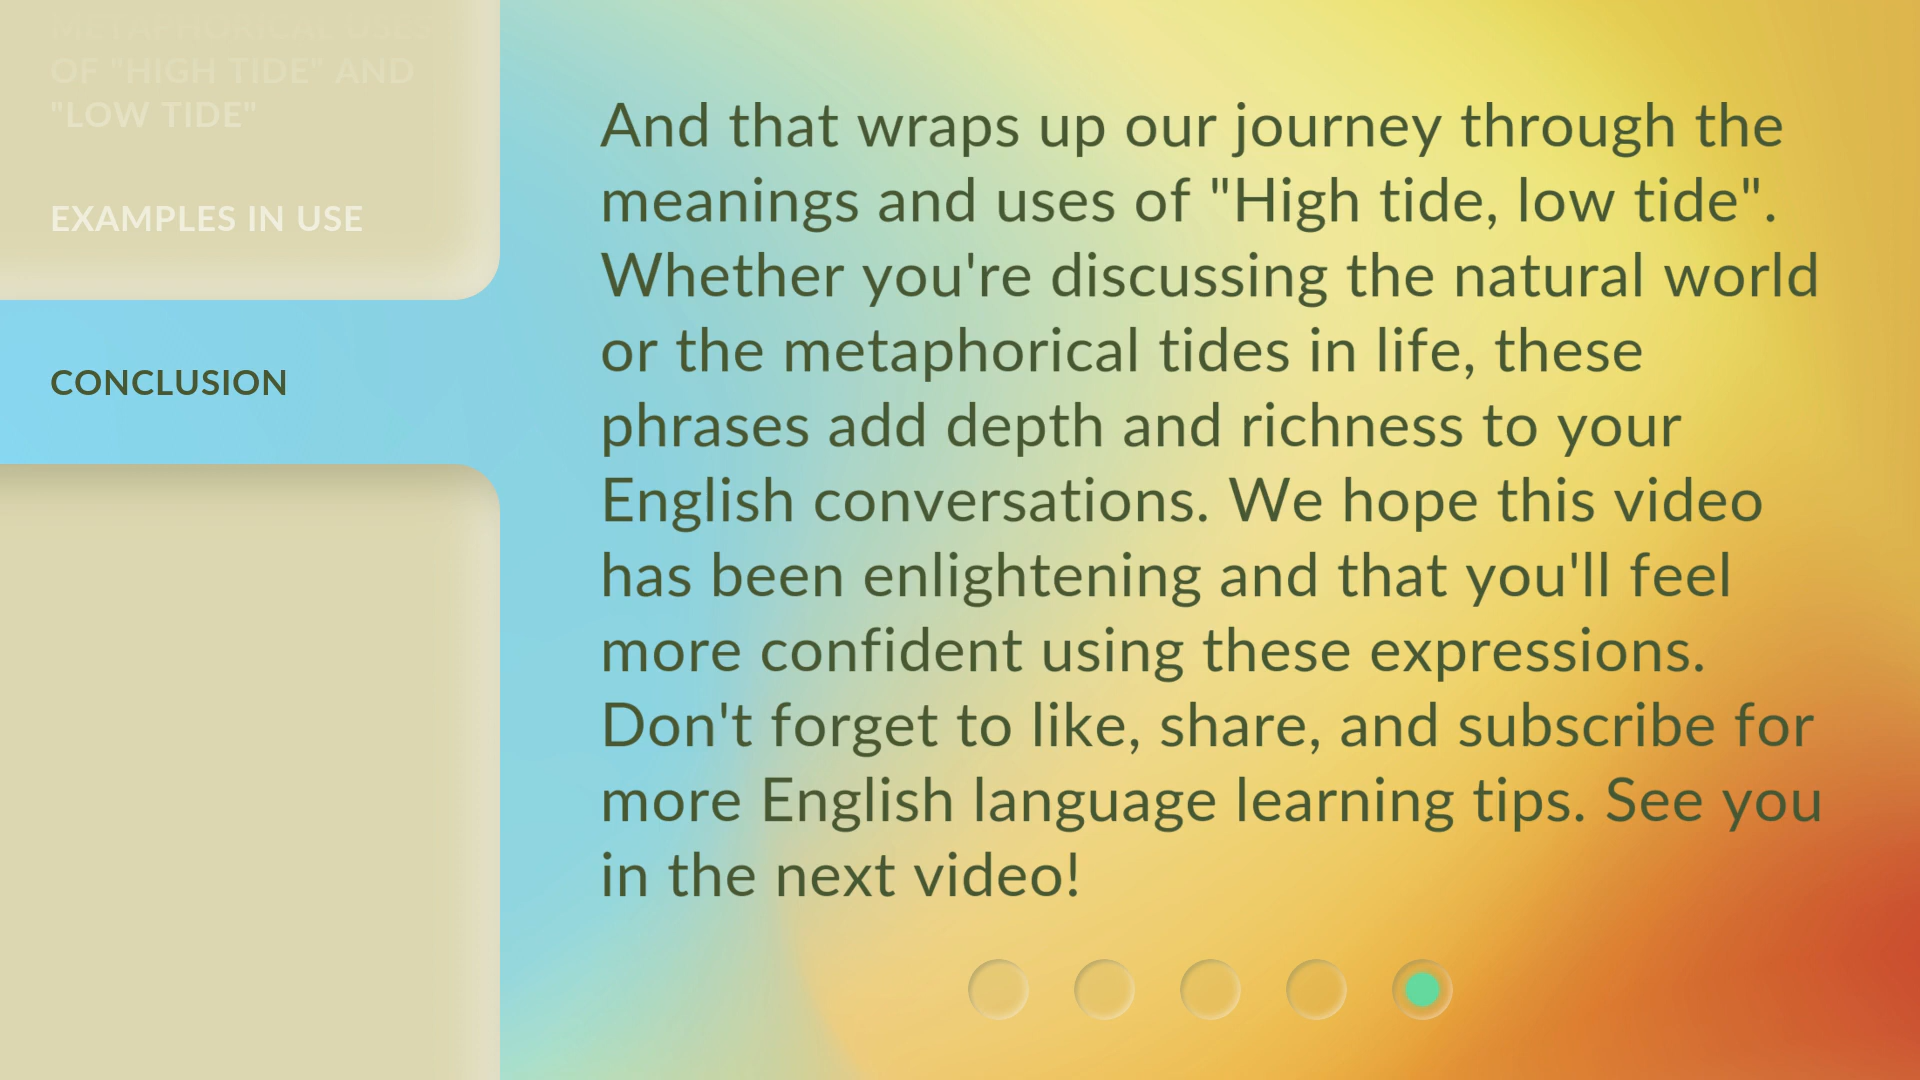 METAPHORICAL USES
OF "HIGH TIDE" AND
"LOW TIDE"
EXAMPLES IN USE
CONCLUSION
And that wraps up our journey through the
meanings and uses of "High tide, low tide".
Whether you're discussing the natural world
or the metaphorical tides in life, these
phrases add depth and richness to your
English conversations. We hope this video
has been enlightening and that you'll feel
more confident using these expressions.
Don't forget to like, share, and subscribe for
more English language learning tips. See you
in the next video!